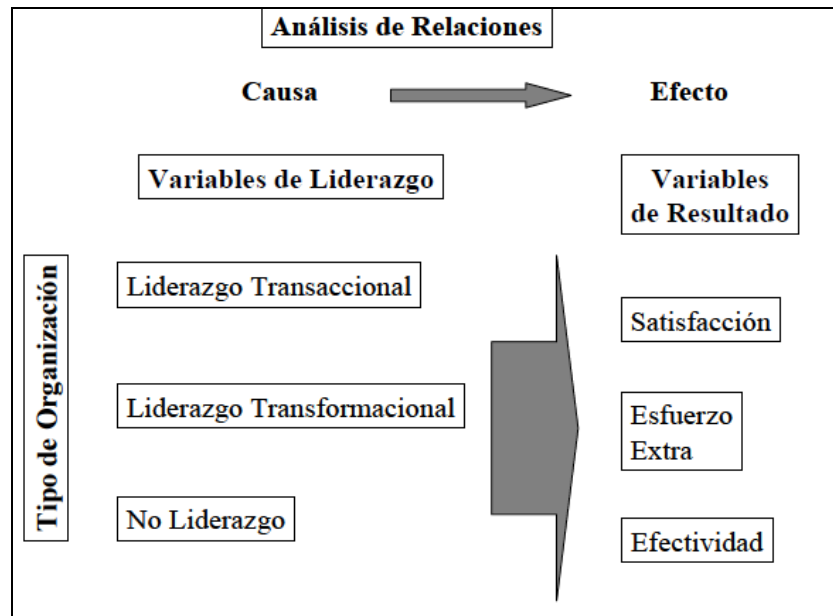 Análisis de Relaciones
Causa
Efecto
Variables de Liderazgo
Variables
de Resultado
Tipo de Organización
Liderazgo Transaccional
Liderazgo Transformacional
No Liderazgo
Satisfacción
Esfuerzo
Extra
Efectividad